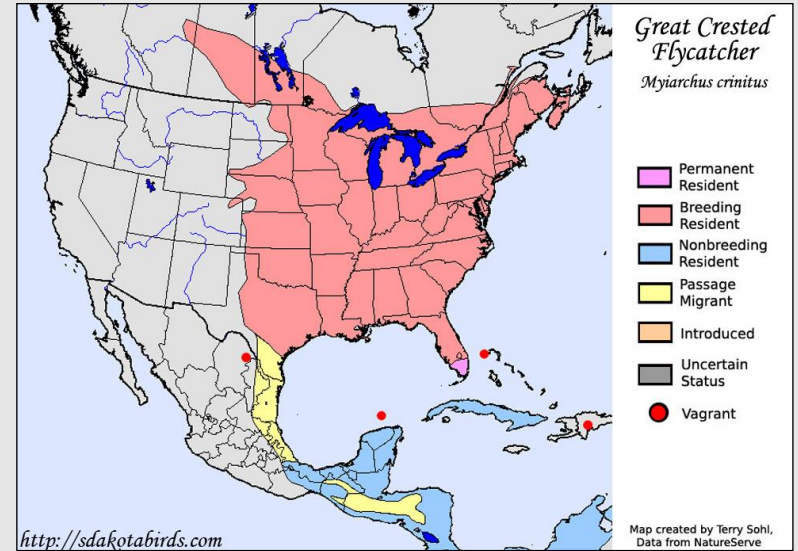 Great Crested
Flycatcher
Myiarchus crinitus
Permanent
Resident
Breeding
Resident
Nonbreeding
Resident
Passage
Migrant
Introduced
Uncertain
Status
Vagrant
Map created by Terry Sohl,
Data from NatureServe
http://sdakotabirds.com